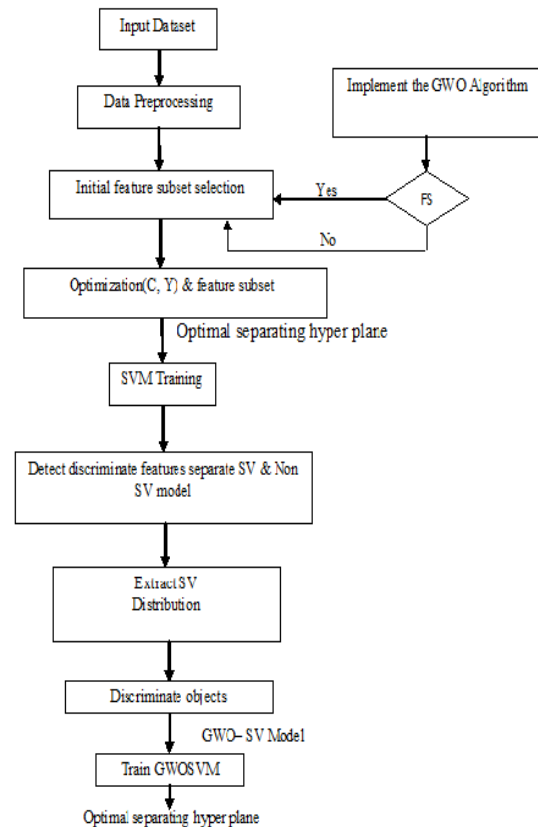 Input Dataset
Implement the GWO Algorithm
Data Preprocessing
Initial feature subset selection
Yes
FS
No
Optimization(C, Y) & feature subset
Optimal separating hyper plane
SVM Training
Detect discriminate features separate SV & Non
SV model
Extract SV
Distribution
Discriminate objects
GWO– SV Model
Train GWOSVM
Optimal separating hyper plane